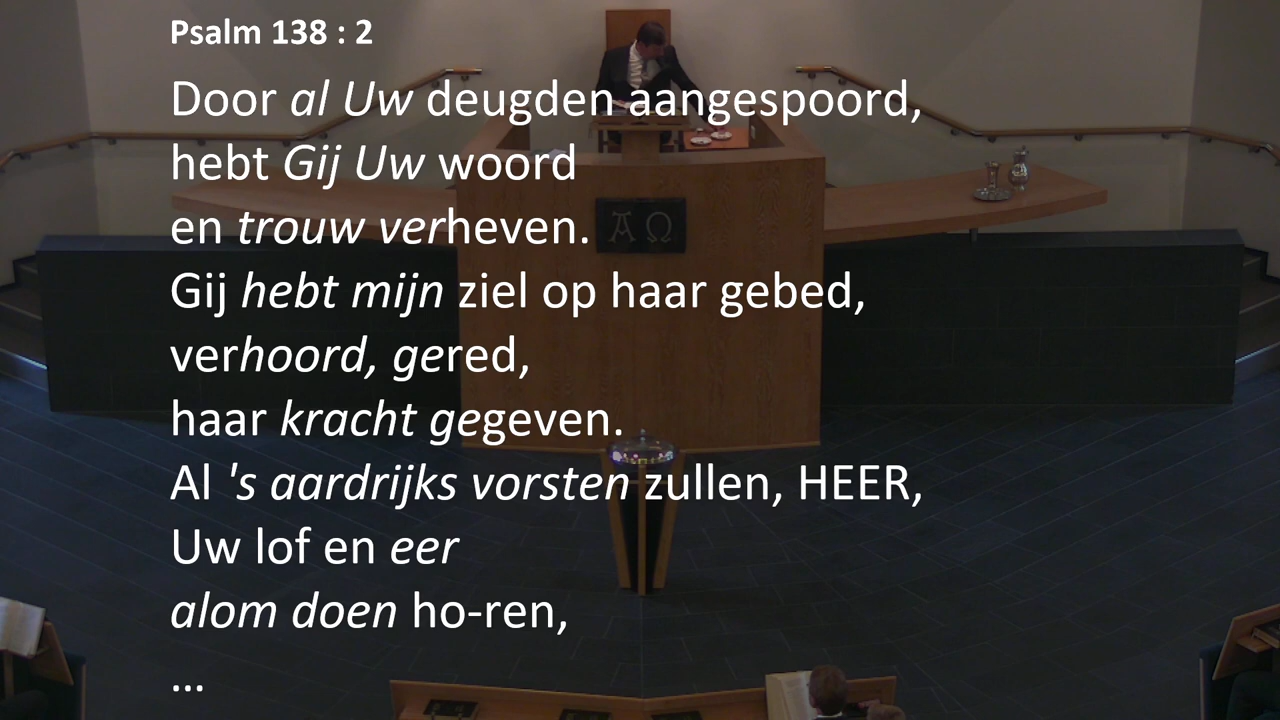 Psalm 138 : 2
Door al Uw deugden aangespoord,
hebt Gij Uw woord
en trouw verheven.
Gij hebt mijn ziel op haar gebed,
verhoord, gered,
haar kracht gegeven.
Al 's aardrijks vorsten zullen, HEER,
Uw lof en eer
alom doen ho-ren,
...
Α Ω